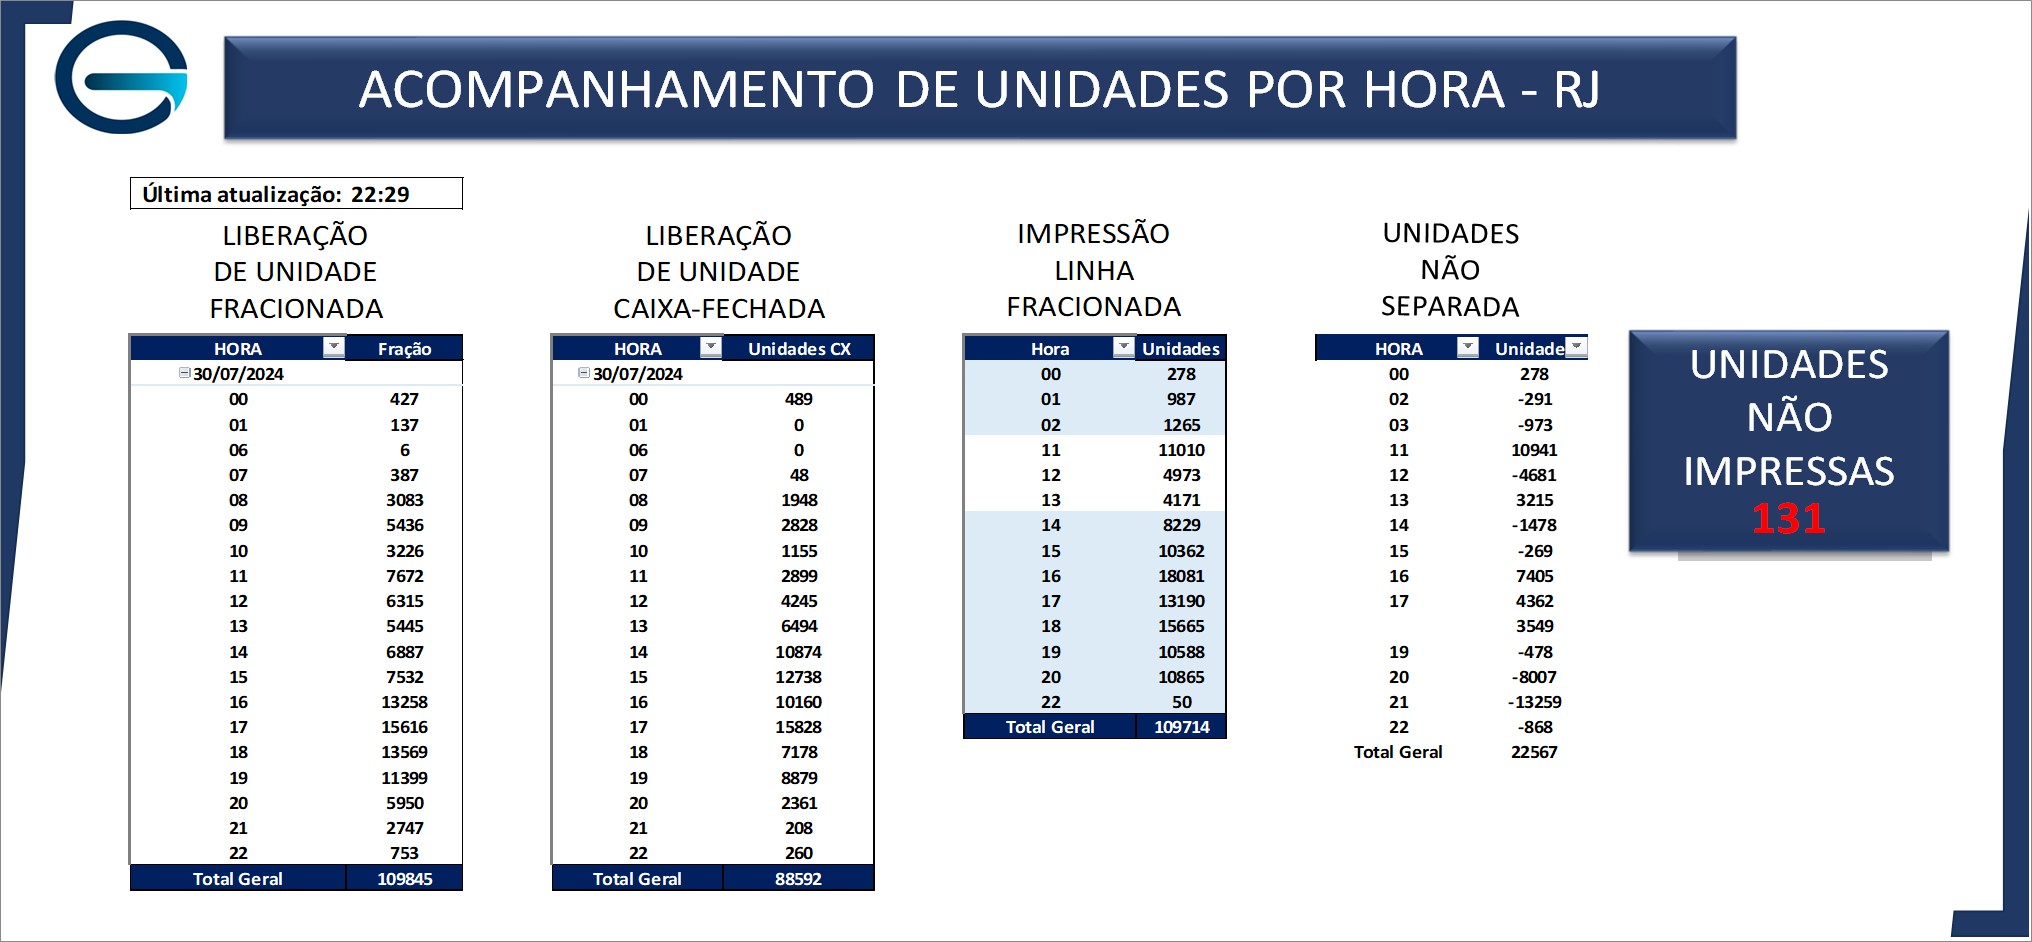 ACOMPANHAMENTO DE UNIDADES POR HORA - RJ
Última atualização: 22:29
LIBERAÇÃO
DE UNIDADE
FRACIONADA
HORA Fração
30/07/2024
00 427
01 137
06 6
07 387
08 3083
09 5436
10 3226
11 7672
12 6315
13 5445
14 6887
15 7532
16 13258
17 15616
18 13569
19 11399
20 5950
21 2747
22 753
Total Geral 109845
LIBERAÇÃO
DE UNIDADE
CAIXA-FECHADA
HORA Unidades CX
30/07/2024
00 489
01 0
06 0
07 48
08 1948
09 2828
10 1155
11 2899
12 4245
13 6494
14 10874
15 12738
16 10160
17 15828
18 7178
19 8879
20 2361
21 208
22 260
Total Geral 88592
IMPRESSÃO
LINHA
FRACIONADA
Hora Unidades
00 278
01 987
02 1265
11 11010
12 4973
13 4171
14 8229
15 10362
16 18081
17 13190
18 15665
19 10588
20 10865
22 50
Total Geral 109714
UNIDADES
NÃO
SEPARADA
HORA Unidade
00 278
02 -291
03 -973
11 10941
12 -4681
13 3215
14 -1478
15 -269
16 7405
17 4362
3549
19 -478
20 -8007
21 -13259
22 -868
Total Geral 22567
UNIDADES
NÃO
IMPRESSAS
131